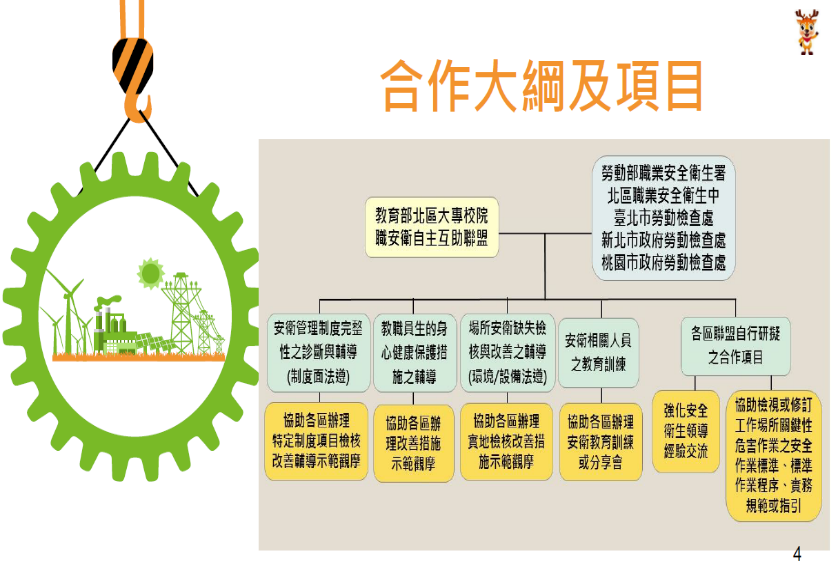 合作大綱及項目
勞動部職業安全衛生署
北區職業安全衛生中
臺北市勞動檢查處
新北市政府勞動檢查處
桃園市政府勞動檢查處
教育部北區大專校院
職安衛自主互助聯盟
安衛管理制度完整
性之診斷與輔導
(制度面法遵)
教職員生的身
心健康保護措
施之輔導
場所安衛缺失檢
核與改善之輔導
(環境/設備法遵)
安衛相關人員
之教育訓練
各區聯盟自行研擬
之合作項目
協助各區辦理
特定制度項目檢核
改善輔導示範觀摩
協助各區辦
理改善措施
示範觀摩
協助各區辦理
實地檢核改善措
施示範觀摩
協助各區辦理
安衛教育訓練
或分享會
強化安全
衛生領導
經驗交流
協助檢視或修訂
工作場所關鍵性
危害作業之安全
作業標準、標準
作業程序、實務
規範或指引
4